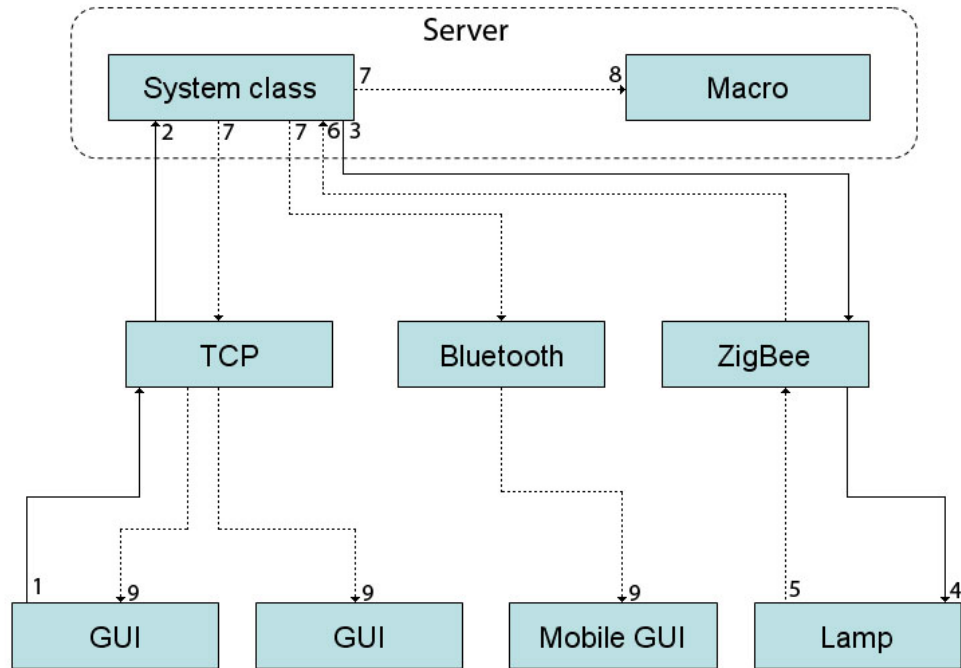 Server
System class
7
8
Macro
2
7
7
6
3
TCP
Bluetooth
ZigBee
1
9
9
9
5
4
GUI
GUI
Mobile GUI
Lamp